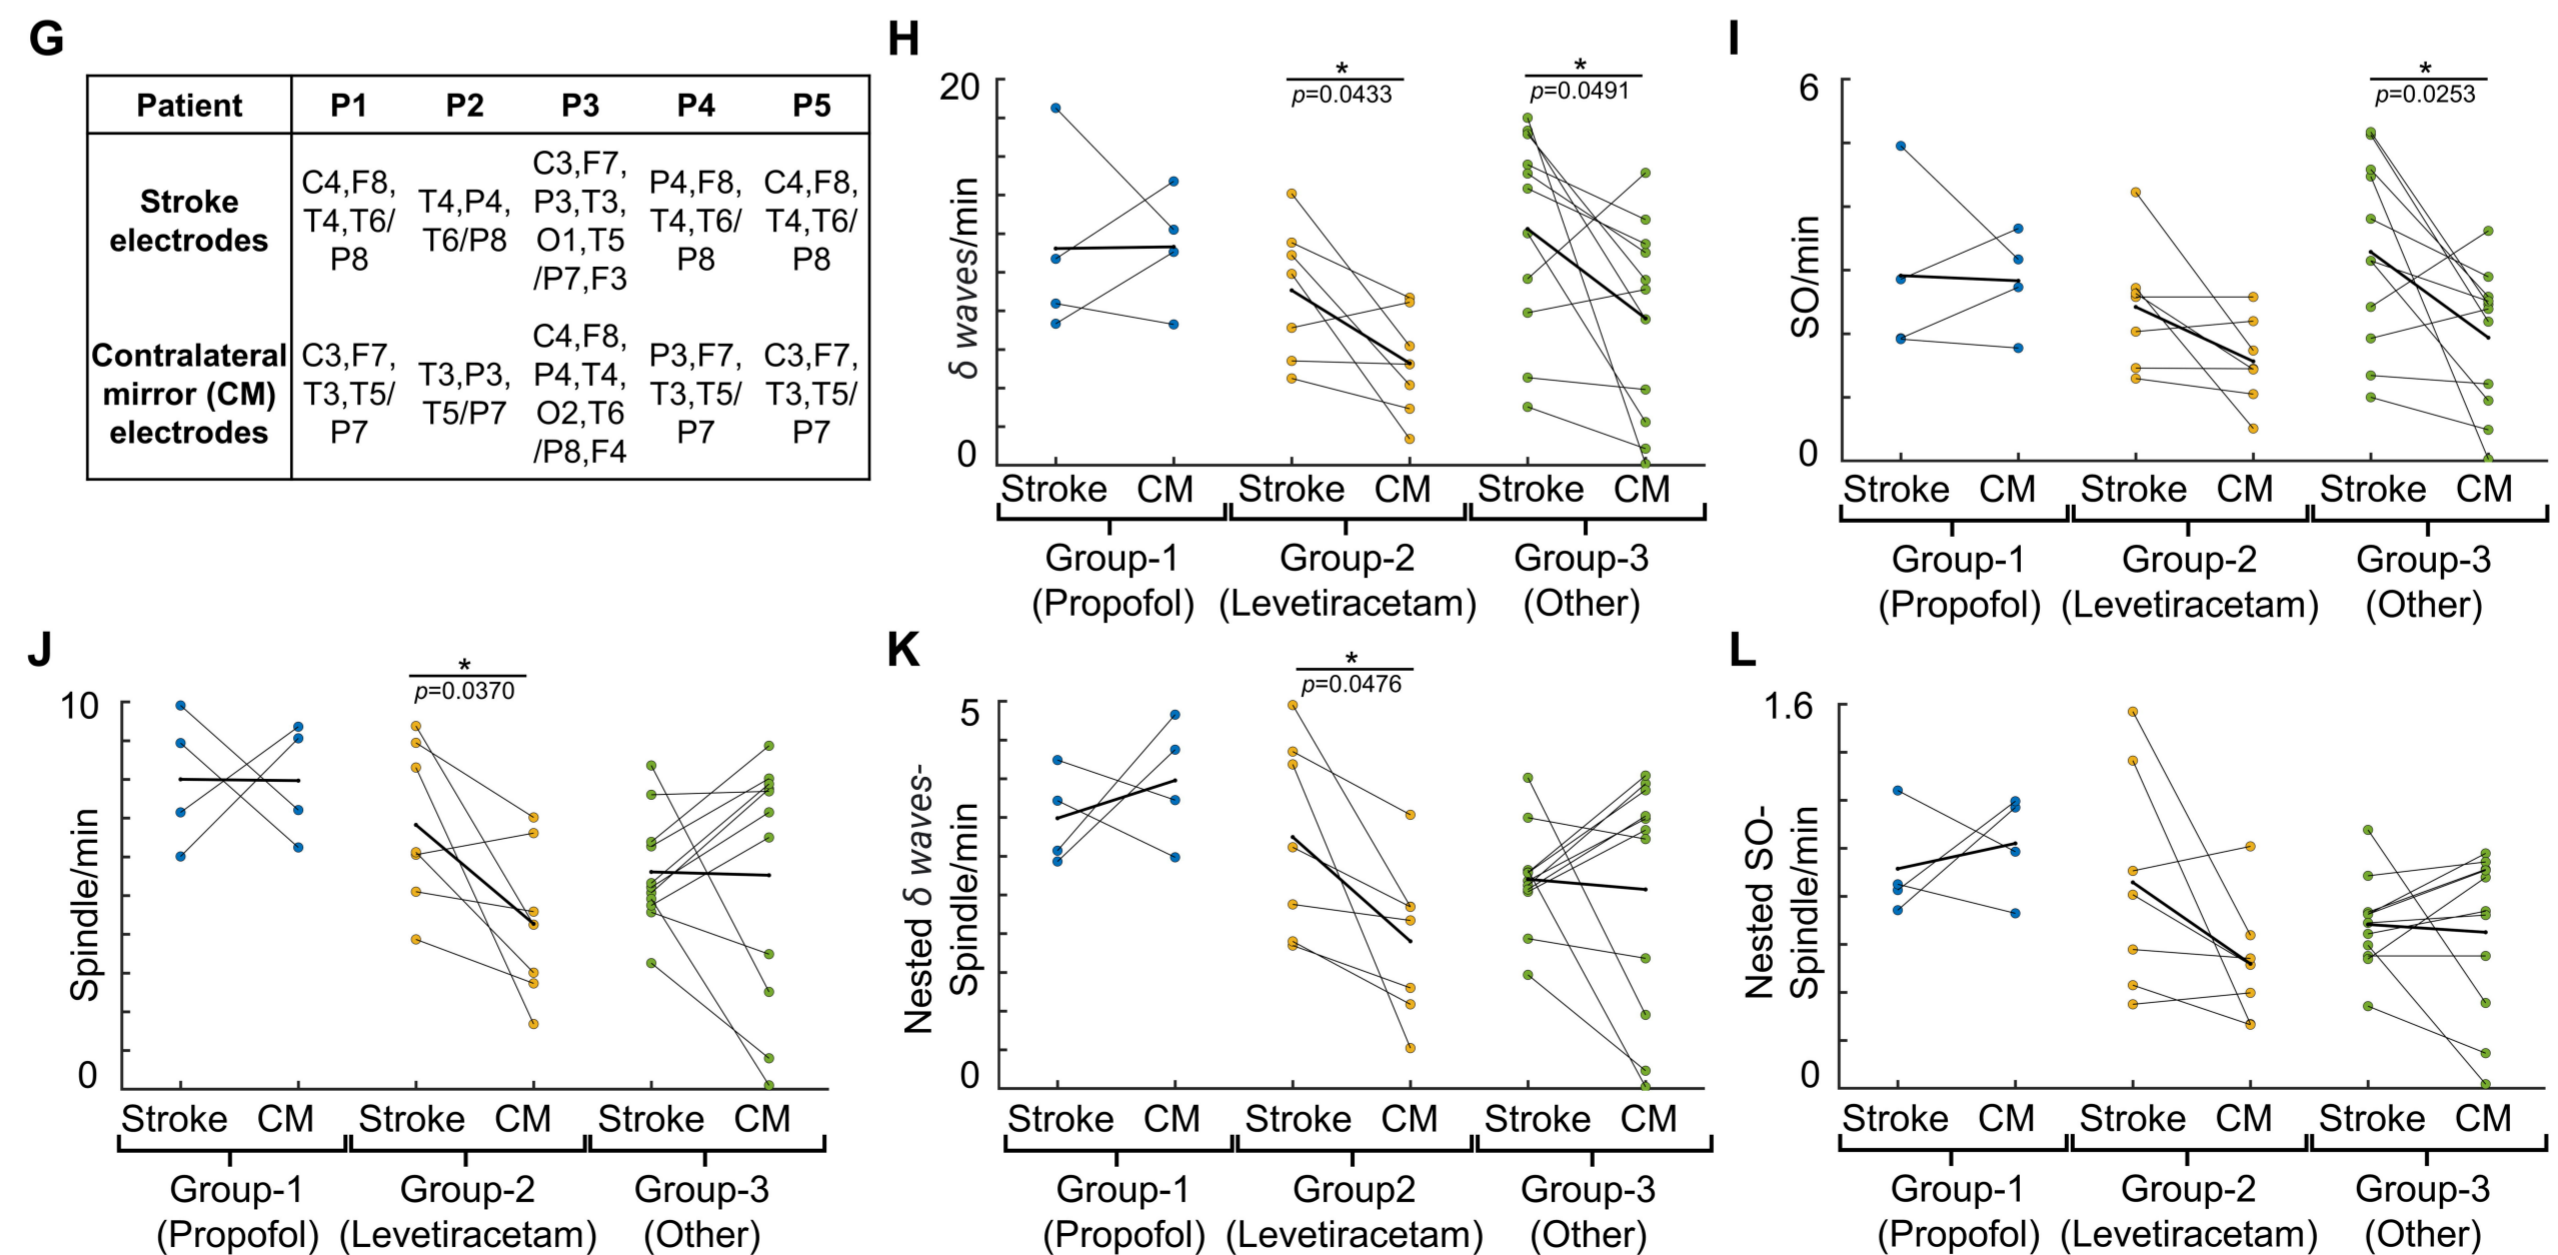 G
Patient P1 P2 P3 P4 P5
Stroke
electrodes
C4,F8,
T4,T6/
P8
T4,P4,
T6/P8
C3,F7,
P3,T3,
O1,T5
/P7,F3
P4,F8,
T4,T6/
P8
C4,F8,
T4,T6/
P8
Contralateral
mirror (CM)
electrodes
C3,F7,
T3,T5/
P7
T3,P3,
T5/P7
C4,F8,
P4,T4,
O2,T6
/P8,F4
P3,F7,
T3,T5/
P7
C3,F7,
T3,T5/
P7
H
20
δ waves/min
0
*
p=0.0433
*
p=0.0491
Stroke CM Stroke CM Stroke CM
Group-1 Group-2 Group-3
(Propofol) (Levetiracetam) (Other)
I
6
SO/min
0
*
p=0.0253
Stroke CM Stroke CM Stroke CM
Group-1 Group-2 Group-3
(Propofol) (Levetiracetam) (Other)
J
10
Spindle/min
0
*
p=0.0370
Stroke CM Stroke CM Stroke CM
Group-1 Group-2 Group-3
(Propofol) (Levetiracetam) (Other)
K
5
Nested δ waves-
Spindle/min
0
*
p=0.0476
Stroke CM Stroke CM Stroke CM
Group-1 Group2 Group-3
(Propofol) (Levetiracetam) (Other)
L
1.6
Nested SO-
Spindle/min
0
Stroke CM Stroke CM Stroke CM
Group-1 Group-2 Group-3
(Propofol) (Levetiracetam) (Other)